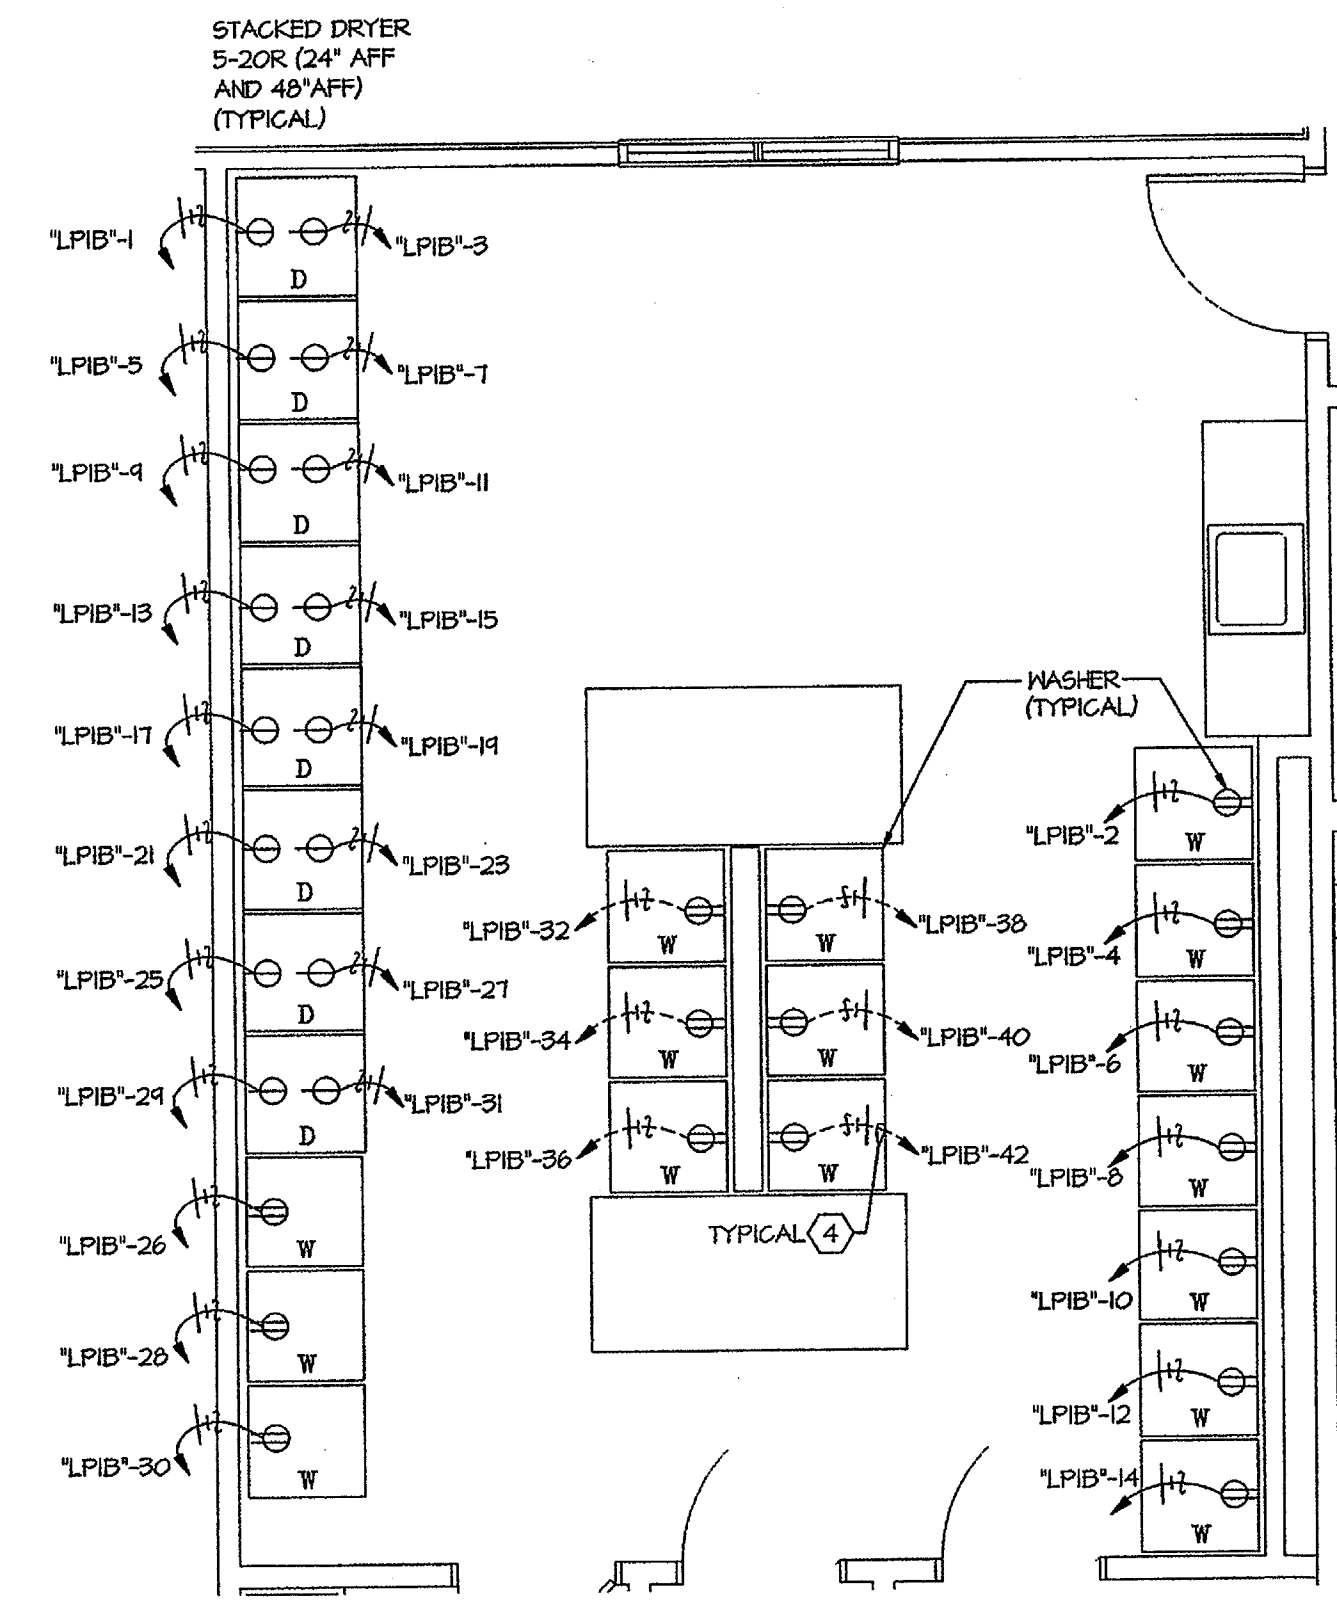 STACKED DRYER
5-20R (24" AFF
AND 48"AFF)
(TYPICAL)
"LPIB"-1
"LPIB"-3
D
"LPIB"-5
"LPIB"-7
D
"LPIB"-9
"LPIB"-11
D
"LPIB"-13
"LPIB"-15
D
"LPIB"-17
"LPIB"-19
D
"LPIB"-21
"LPIB"-23
D
"LPIB"-25
"LPIB"-27
D
"LPIB"-29
"LPIB"-31
D
"LPIB"-26
W
"LPIB"-28
W
"LPIB"-30
W
"LPIB"-32
W
"LPIB"-34
W
"LPIB"-36
W
"LPIB"-38
W
"LPIB"-40
W
"LPIB"-42
W
TYPICAL 4
WASHER
(TYPICAL)
"LPIB"-2
W
"LPIB"-4
W
"LPIB"-6
W
"LPIB"-8
W
"LPIB"-10
W
"LPIB"-12
W
"LPIB"-14
W